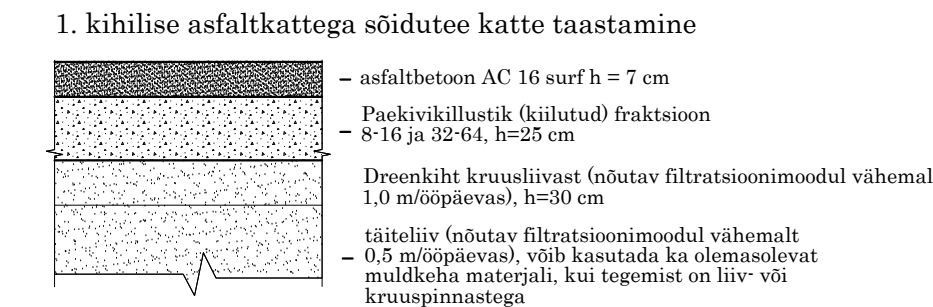 1. kihilise asfaltkattega sõidutee katte taastamine
– asfaltbetoon AC 16 surf h = 7 cm
Paekivikillustik (kiilutud) fraktsioon
– 8-16 ja 32-64, h=25 cm
Dreenkiht kruusliivast (nõutav filtratsioonimoodul vähemal
1,0 m/ööpäevas), h=30 cm
täiteliiv (nõutav filtratsioonimoodul vähemalt
– 0,5 m/ööpäevas), võib kasutada ka olemasolevat
muldkeha materjali, kui tegemist on liiv- või
kruuspinnastega